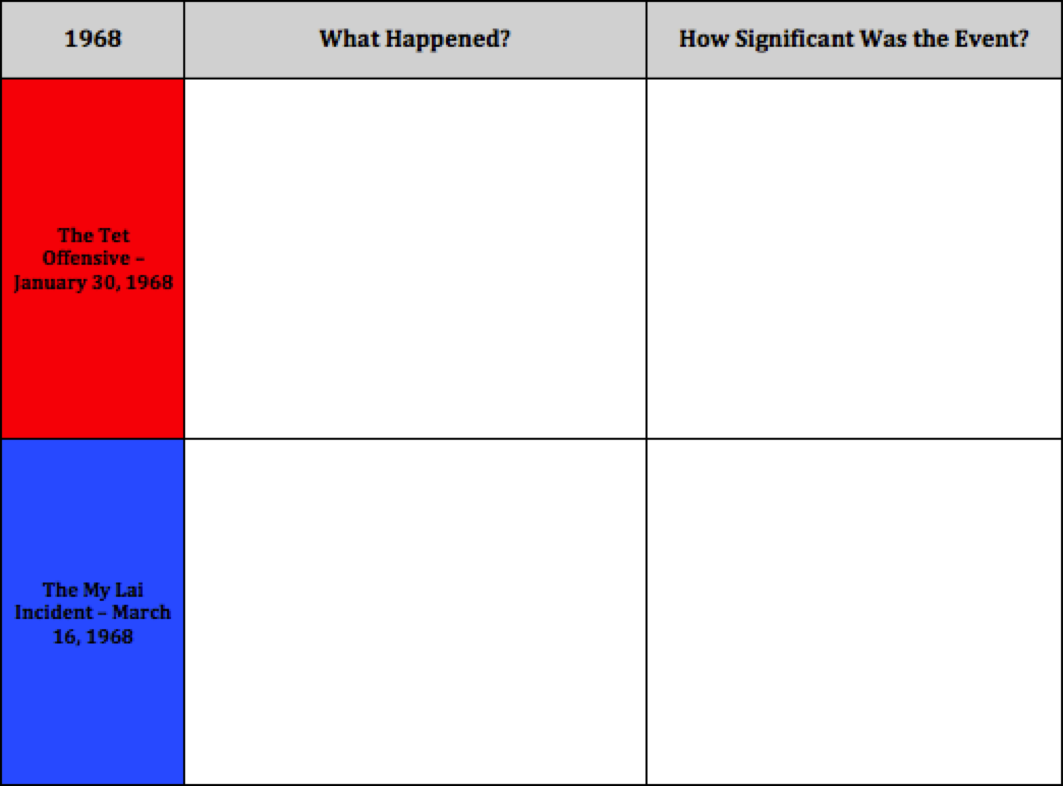 1968
What Happened?
How Significant Was the Event?
The Tet
Offensive –
January 30, 1968
The My Lai
Incident – March
16, 1968